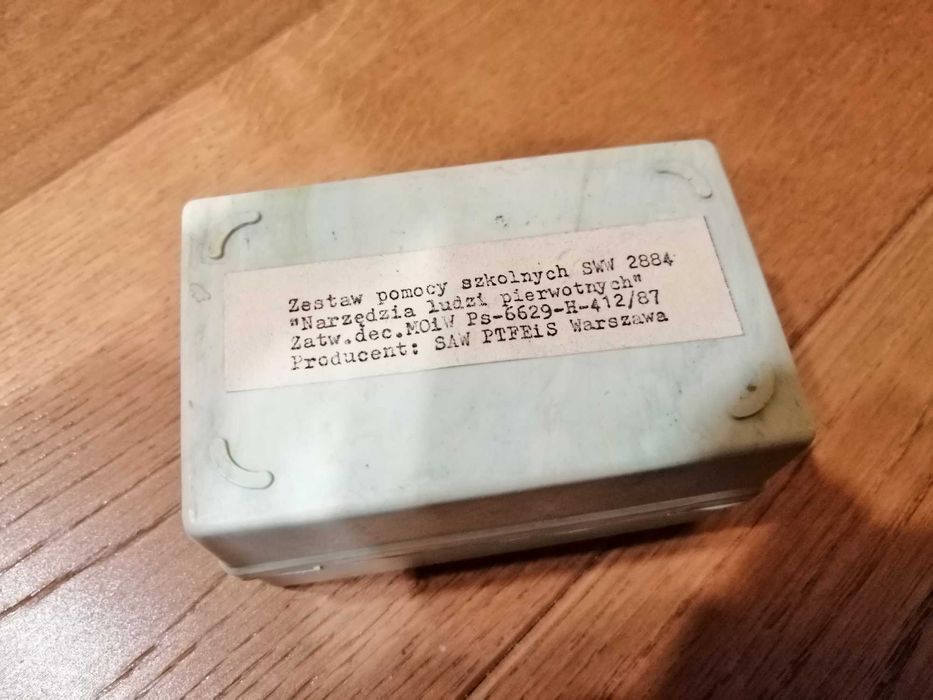 Zestaw pomocy szkolnych SWW 2884
"Narzędzia ludzi pierwotnych"
Zatw.dec.MOiW Ps-6629-H-412/87
Producent: SAW PTFEiS Warszawa